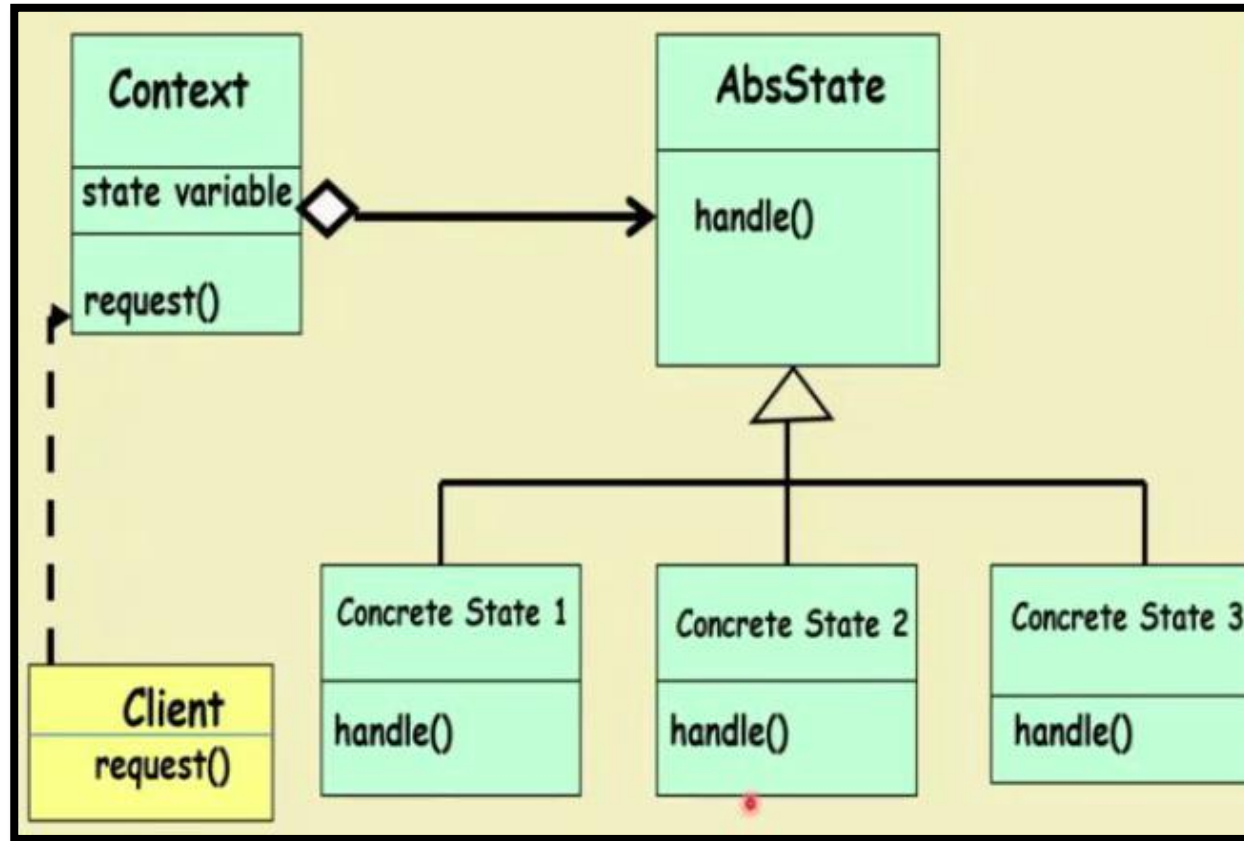 Context
state variable
request()
AbsState
handle()
Concrete State 1
handle()
Concrete State 2
handle()
Concrete State 3
handle()
Client
request()